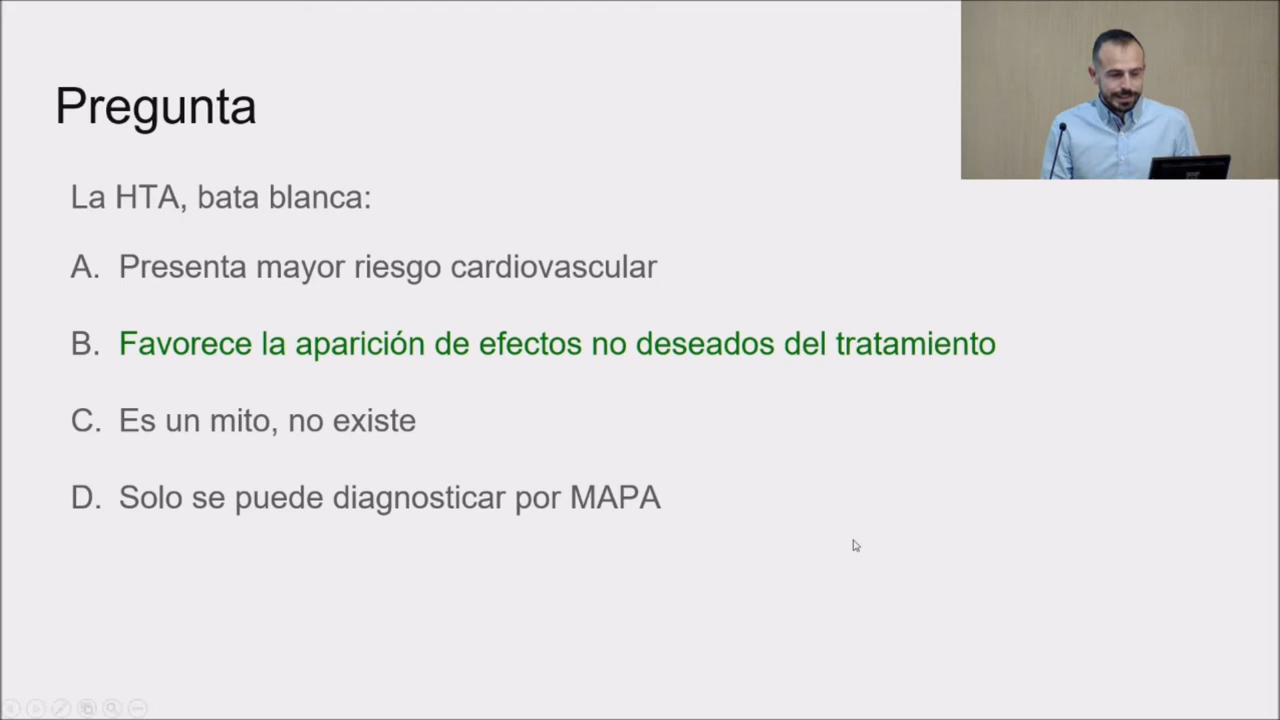 Pregunta
La HTA, bata blanca:
A. Presenta mayor riesgo cardiovascular
B. Favorece la aparición de efectos no deseados del tratamiento
C. Es un mito, no existe
D. Solo se puede diagnosticar por MAPA